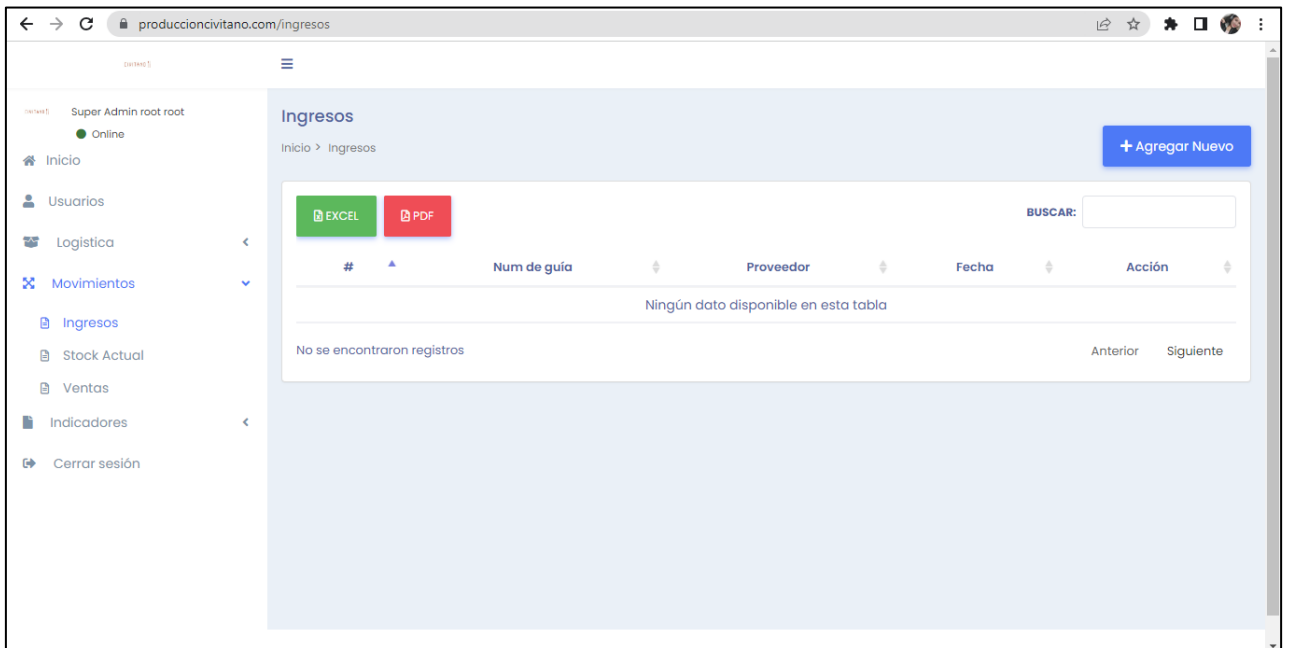 produccioncivitano.com/ingresos
Super Admin root root
Online
Inicio
Usuarios
Logística
Movimientos
Ingresos
Stock Actual
Ventas
Indicadores
Cerrar sesión
Ingresos
Inicio > Ingresos
+ Agregar Nuevo
EXCEL PDF
BUSCAR:
# Num de guía Proveedor Fecha Acción
Ningún dato disponible en esta tabla
No se encontraron registros
Anterior Siguiente